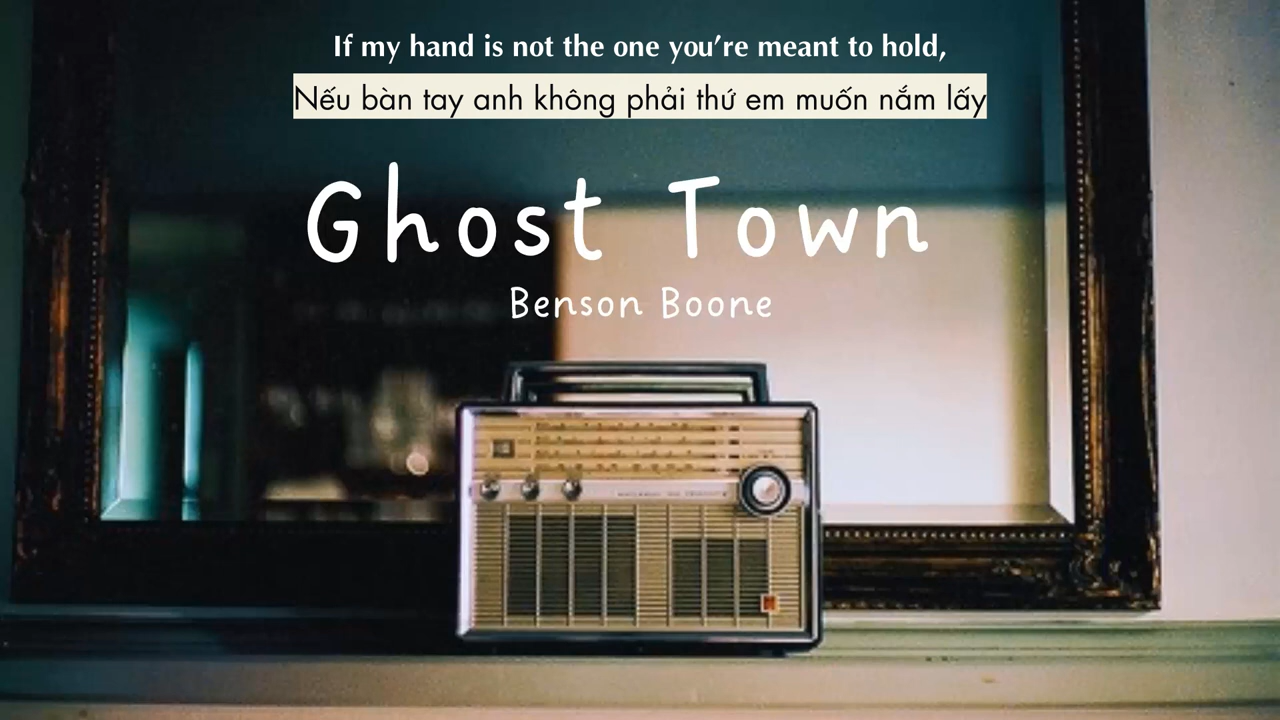 If my hand is not the one you’re meant to hold,
Nếu bàn tay anh không phải thứ em muốn nắm lấy
Ghost Town
Benson Boone